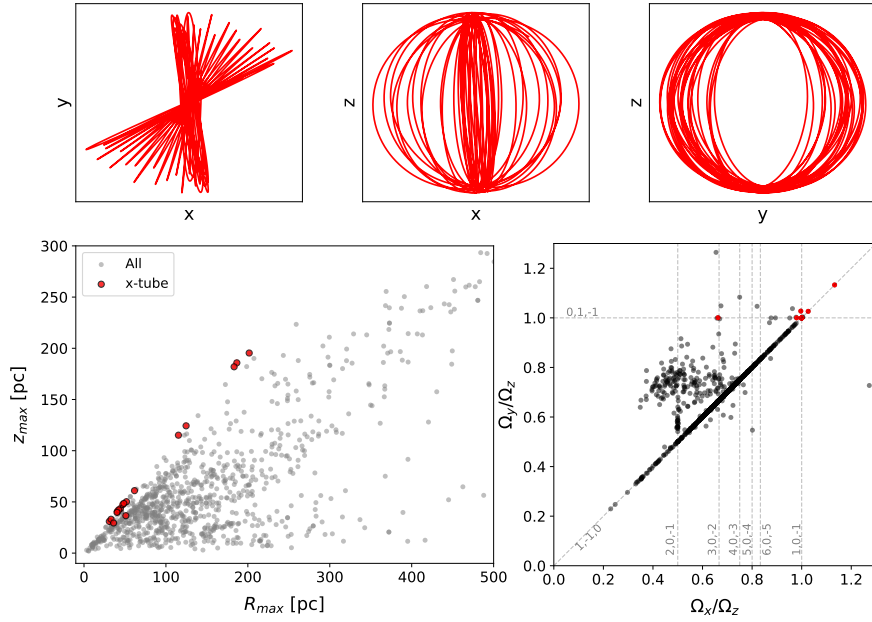 y
x
z
x
z
y
300
250
200
150
100
50
0
z_max [pc]
All
x-tube
0
100
200
300
400
500
R_max [pc]
1.2
1.0
0.8
0.6
0.4
0.2
0.0
Ω_y/Ω_z
0,1,-1
1,-1,0
2,0,-1
3,0,-2
4,0,-3
5,0,-4
6,0,-5
1,0,-1
0.0
0.2
0.4
0.6
0.8
1.0
1.2
Ω_x/Ω_z